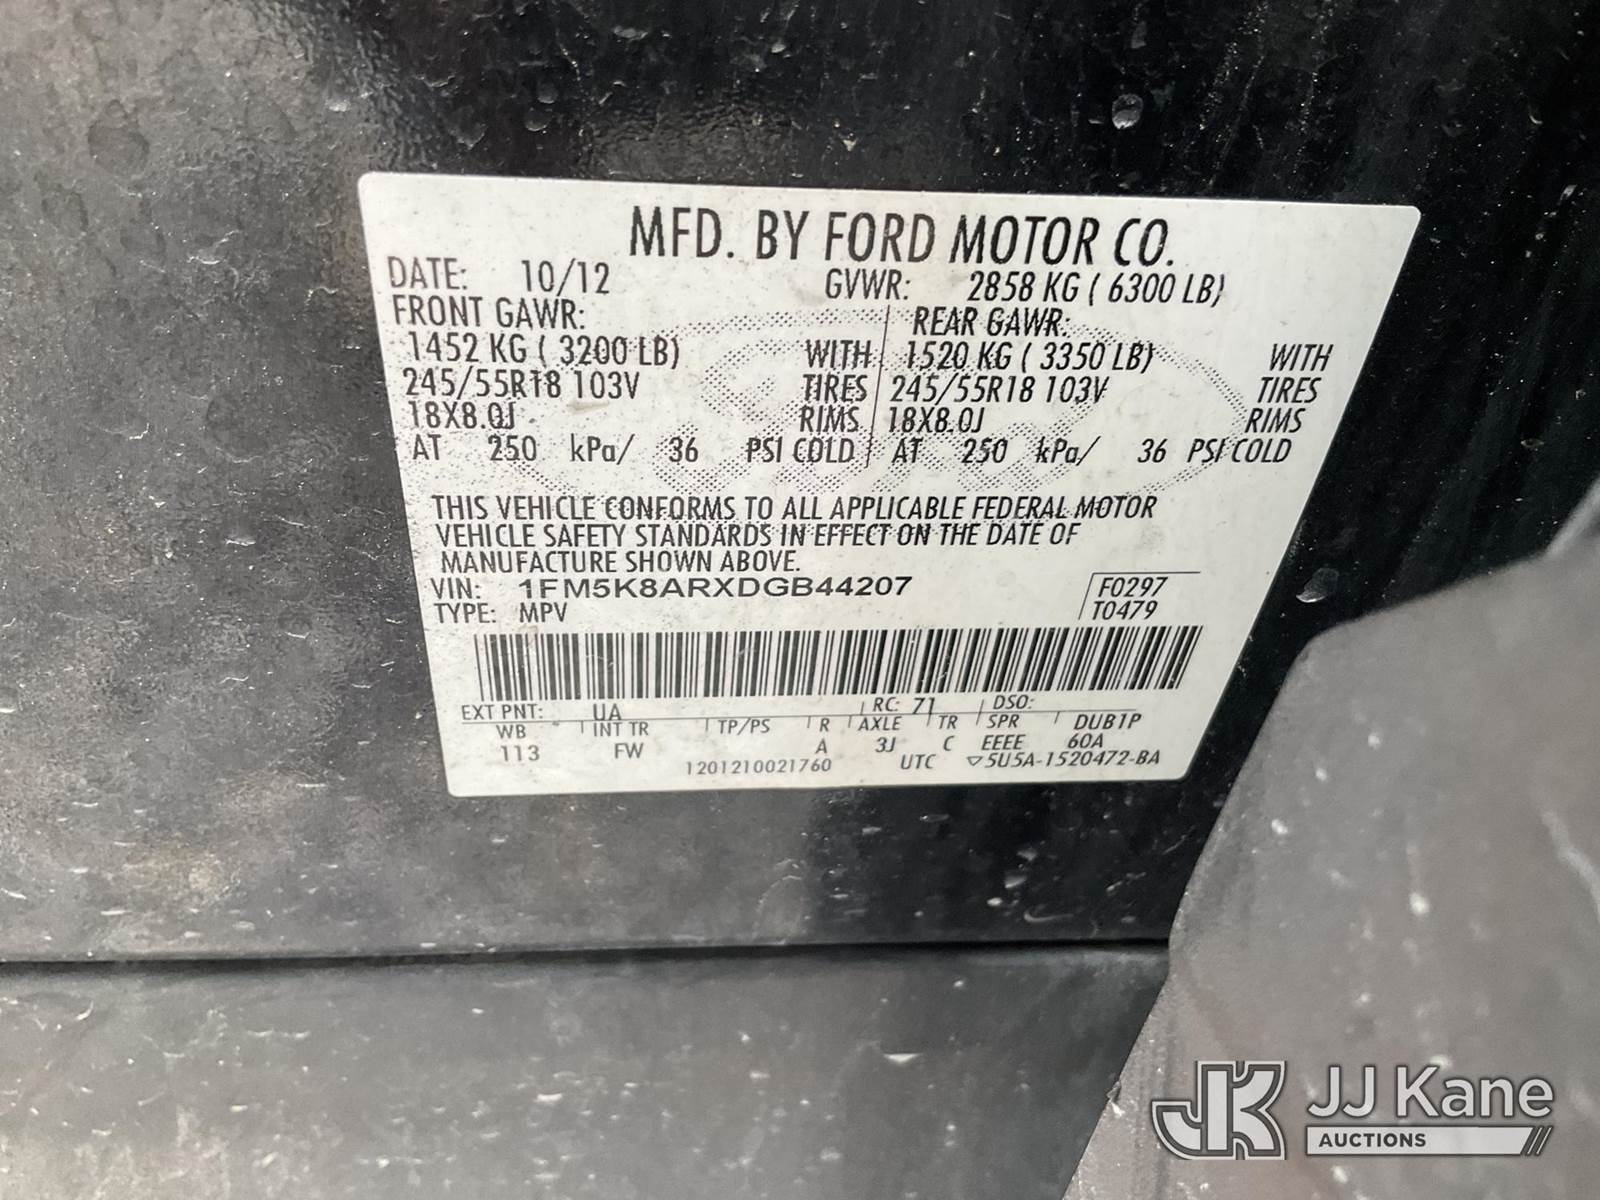 MFD. BY FORD MOTOR CO.
DATE: 10/12 GVWR: 2858 KG ( 6300 LB)
FRONT GAWR: REAR GAWR:
1452 KG ( 3200 LB) WITH 1520 KG ( 3350 LB) WITH
245/55R18 103V TIRES 245/55R18 103V TIRES
18X8.0J RIMS 18X8.0J RIMS
AT 250 kPa/ 36 PSI COLD AT 250 kPa/ 36 PSI COLD
THIS VEHICLE CONFORMS TO ALL APPLICABLE FEDERAL MOTOR
VEHICLE SAFETY STANDARDS IN EFFECT ON THE DATE OF
MANUFACTURE SHOWN ABOVE.
VIN: 1FM5K8ARXDGB44207 F0297
TYPE: MPV T0479
EXT PNT: UA RC: 71 DSO:
WB INT TR TP/PS R AXLE TR SPR DUB1P
113 FW A 3J C EEEE 60A
1201210021760 UTC ▽5U5A-1520472-BA
JK JJ Kane
AUCTIONS